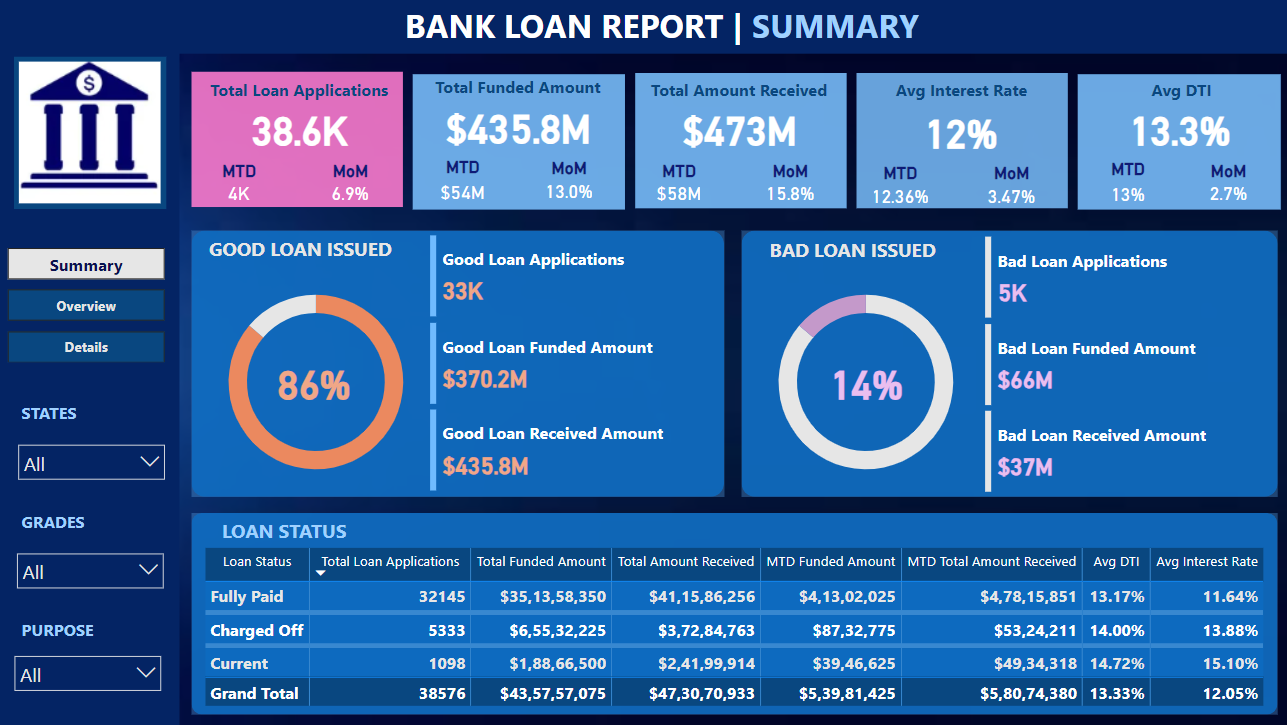 BANK LOAN REPORT | SUMMARY
$
Total Loan Applications
38.6K
MTD MoM
4K 6.9%
Total Funded Amount
$435.8M
MTD MoM
$54M 13.0%
Total Amount Received
$473M
MTD MoM
$58M 15.8%
Avg Interest Rate
12%
MTD MoM
12.36% 3.47%
Avg DTI
13.3%
MTD MoM
13% 2.7%
Summary
Overview
Details
STATES
All
GRADES
All
PURPOSE
All
GOOD LOAN ISSUED
86%
Good Loan Applications
33K
Good Loan Funded Amount
$370.2M
Good Loan Received Amount
$435.8M
BAD LOAN ISSUED
14%
Bad Loan Applications
5K
Bad Loan Funded Amount
$66M
Bad Loan Received Amount
$37M
LOAN STATUS
Loan Status Total Loan Applications Total Funded Amount Total Amount Received MTD Funded Amount MTD Total Amount Received Avg DTI Avg Interest Rate
Fully Paid 32145 $35,13,58,350 $41,15,86,256 $4,13,02,025 $4,78,15,851 13.17% 11.64%
Charged Off 5333 $6,55,32,225 $3,72,84,763 $87,32,775 $53,24,211 14.00% 13.88%
Current 1098 $1,88,66,500 $2,41,99,914 $39,46,625 $49,34,318 14.72% 15.10%
Grand Total 38576 $43,57,57,075 $47,30,70,933 $5,39,81,425 $5,80,74,380 13.33% 12.05%